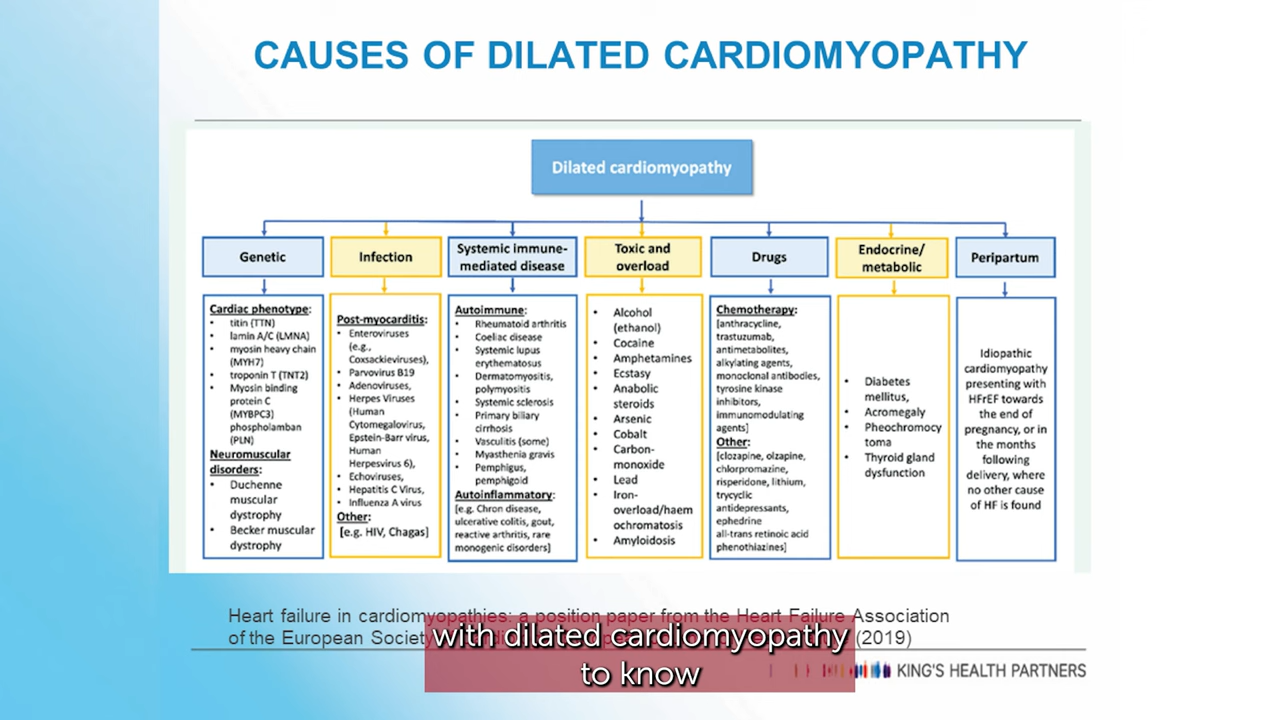 CAUSES OF DILATED CARDIOMYOPATHY
Dilated cardiomyopathy
Genetic
Cardiac phenotype:
• titin (TTN)
• lamin A/C (LMNA)
• myosin heavy chain
(MYH7)
• troponin T (TNT2)
• Myosin binding
protein C
(MYBPC3)
phospholamban
(PLN)
Neuromuscular
disorders:
• Duchenne
muscular
dystrophy
• Becker muscular
dystrophy
Infection
Post-myocarditis:
• Enteroviruses
(e.g.,
Coxsackieviruses),
• Parvovirus B19
• Adenoviruses,
• Herpes Viruses
(Human
Cytomegalovirus,
Epstein-Barr virus,
Human
Herpesvirus 6),
• Echoviruses,
• Hepatitis C Virus,
• Influenza A virus
Other:
[e.g. HIV, Chagas]
Systemic immune-
mediated disease
Autoimmune:
• Rheumatoid arthritis
• Coeliac disease
• Systemic lupus
erythematosus
• Dermatomyositis,
polymyositis
• Systemic sclerosis
• Primary biliary
cirrhosis
• Vasculitis (some)
• Myasthenia gravis
• Pemphigus,
pemphigoid
Autoinflammatory:
[e.g. Chron disease,
ulcerative colitis, gout,
reactive arthritis, rare
monogenic disorders]
Toxic and
overload
• Alcohol
(ethanol)
• Cocaine
• Amphetamines
• Ecstasy
• Anabolic
steroids
• Arsenic
• Cobalt
• Carbon-
monoxide
• Lead
• Iron-
overload/haem
ochromatosis
• Amyloidosis
Drugs
Chemotherapy:
[anthracycline,
trastuzumab,
antimetabolites,
alkylating agents,
monoclonal antibodies,
tyrosine kinase
inhibitors,
immunomodulating
agents]
Other:
[clozapine, olzapine,
chlorpromazine,
risperidone, lithium,
trycyclic
antidepressants,
ephedrine
all-trans retinoic acid
phenothiazines]
Endocrine/
metabolic
• Diabetes
mellitus,
• Acromegaly
• Pheochromocy
toma
• Thyroid gland
dysfunction
Peripartum
Idiopathic
cardiomyopathy
presenting with
HFrEF towards
the end of
pregnancy, or in
the months
following
delivery, where
no other cause
of HF is found
Heart failure in cardiomyopathies: a position paper from the Heart Failure Association
of the European Society (2019)
with dilated cardiomyopathy
to know
KING'S HEALTH PARTNERS